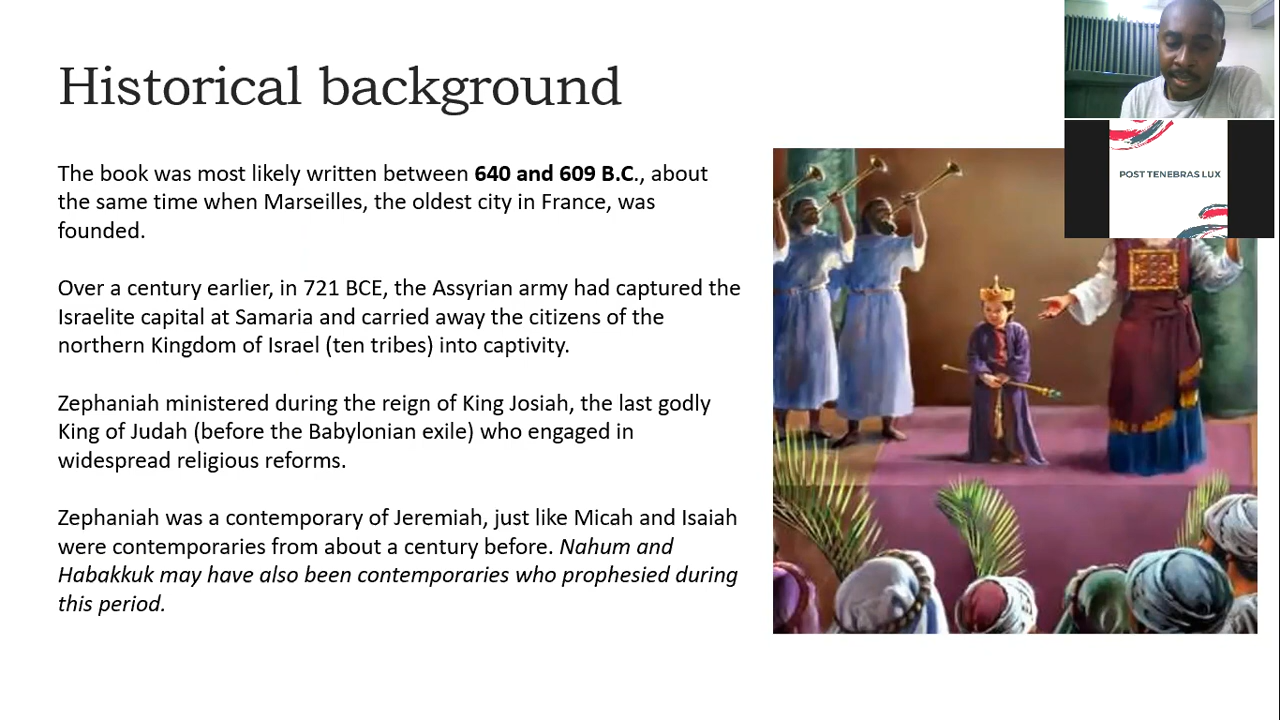 Historical background
The book was most likely written between 640 and 609 B.C., about
the same time when Marseilles, the oldest city in France, was
founded.
Over a century earlier, in 721 BCE, the Assyrian army had captured the
Israelite capital at Samaria and carried away the citizens of the
northern Kingdom of Israel (ten tribes) into captivity.
Zephaniah ministered during the reign of King Josiah, the last godly
King of Judah (before the Babylonian exile) who engaged in
widespread religious reforms.
Zephaniah was a contemporary of Jeremiah, just like Micah and Isaiah
were contemporaries from about a century before. Nahum and
Habakkuk may have also been contemporaries who prophesied during
this period.
POST TENEBRAS LUX